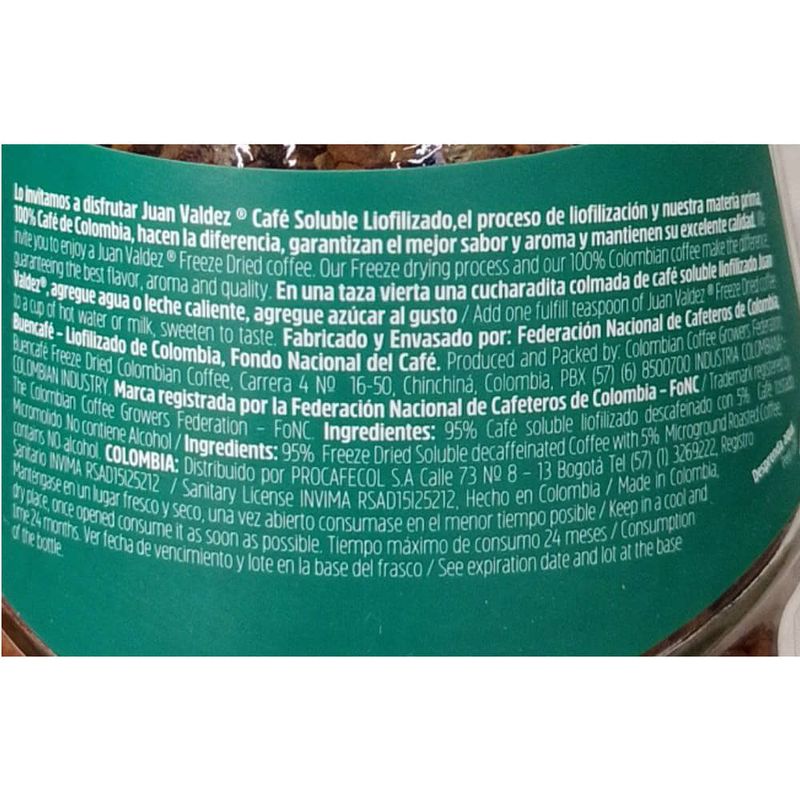 Lo invitamos a disfrutar Juan Valdez ® Café Soluble Liofilizado,el proceso de liofilización y nuestra materia prima,
100% Café de Colombia, hacen la diferencia, garantizan el mejor sabor y aroma y mantienen su excelente calidad. We
invite you to enjoy a Juan Valdez ® Freeze Dried coffee. Our Freeze drying process and our 100% Colombian coffee make the difference,
guaranteeing the best flavor, aroma and quality. En una taza vierta una cucharadita colmada de café soluble liofilizado Juan
Valdez®, agregue agua o leche caliente, agregue azúcar al gusto / Add one fulfill teaspoon of Juan Valdez ® Freeze Dried coffee
to a cup of hot water or milk, sweeten to taste. Fabricado y Envasado por: Federación Nacional de Cafeteros de Colombia,
Buencafé – Liofilizado de Colombia, Fondo Nacional del Café. Produced and Packed by: Colombian Coffee Growers Federation,
Buencafé Freeze Dried Colombian Coffee, Carrera 4 Nº 16-50, Chinchiná, Colombia, PBX (57) (6) 8500700 INDUSTRIA COLOMBIANA -
COLOMBIAN INDUSTRY. Marca registrada por la Federación Nacional de Cafeteros de Colombia - FoNC / Trademark registered by
The Colombian Coffee Growers Federation - FoNC. Ingredientes: 95% Café soluble liofilizado descafeinado con 5% Café tostado
Micromolido No contiene Alcohol / Ingredients: 95% Freeze Dried Soluble decaffeinated Coffee with 5% Microground Roasted Coffee,
contains NO alcohol. COLOMBIA: Distribuido por PROCAFECOL S.A Calle 73 Nº 8 - 13 Bogotá Tel (57) (1) 3269222, Registro
Sanitario INVIMA RSAD15I25212 / Sanitary License INVIMA RSAD15I25212, Hecho en Colombia / Made in Colombia,
Manténgase en un lugar fresco y seco, una vez abierto consumase en el menor tiempo posible / Keep in a cool and
dry place, once opened consume it as soon as possible. Tiempo máximo de consumo 24 meses / Consumption
time 24 months. Ver fecha de vencimiento y lote en la base del frasco / See expiration date and lot at the base
of the bottle.
Desprenda aquí